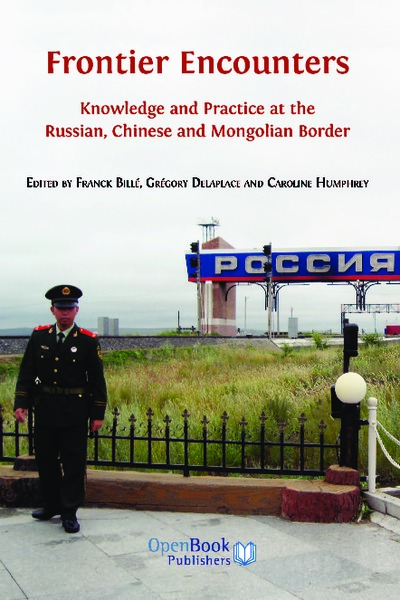 Frontier Encounters
Knowledge and Practice at the
Russian, Chinese and Mongolian Border
Edited by Franck Billé, Grégory Delaplace and Caroline Humphrey
РОССИЯ
OpenBook
Publishers